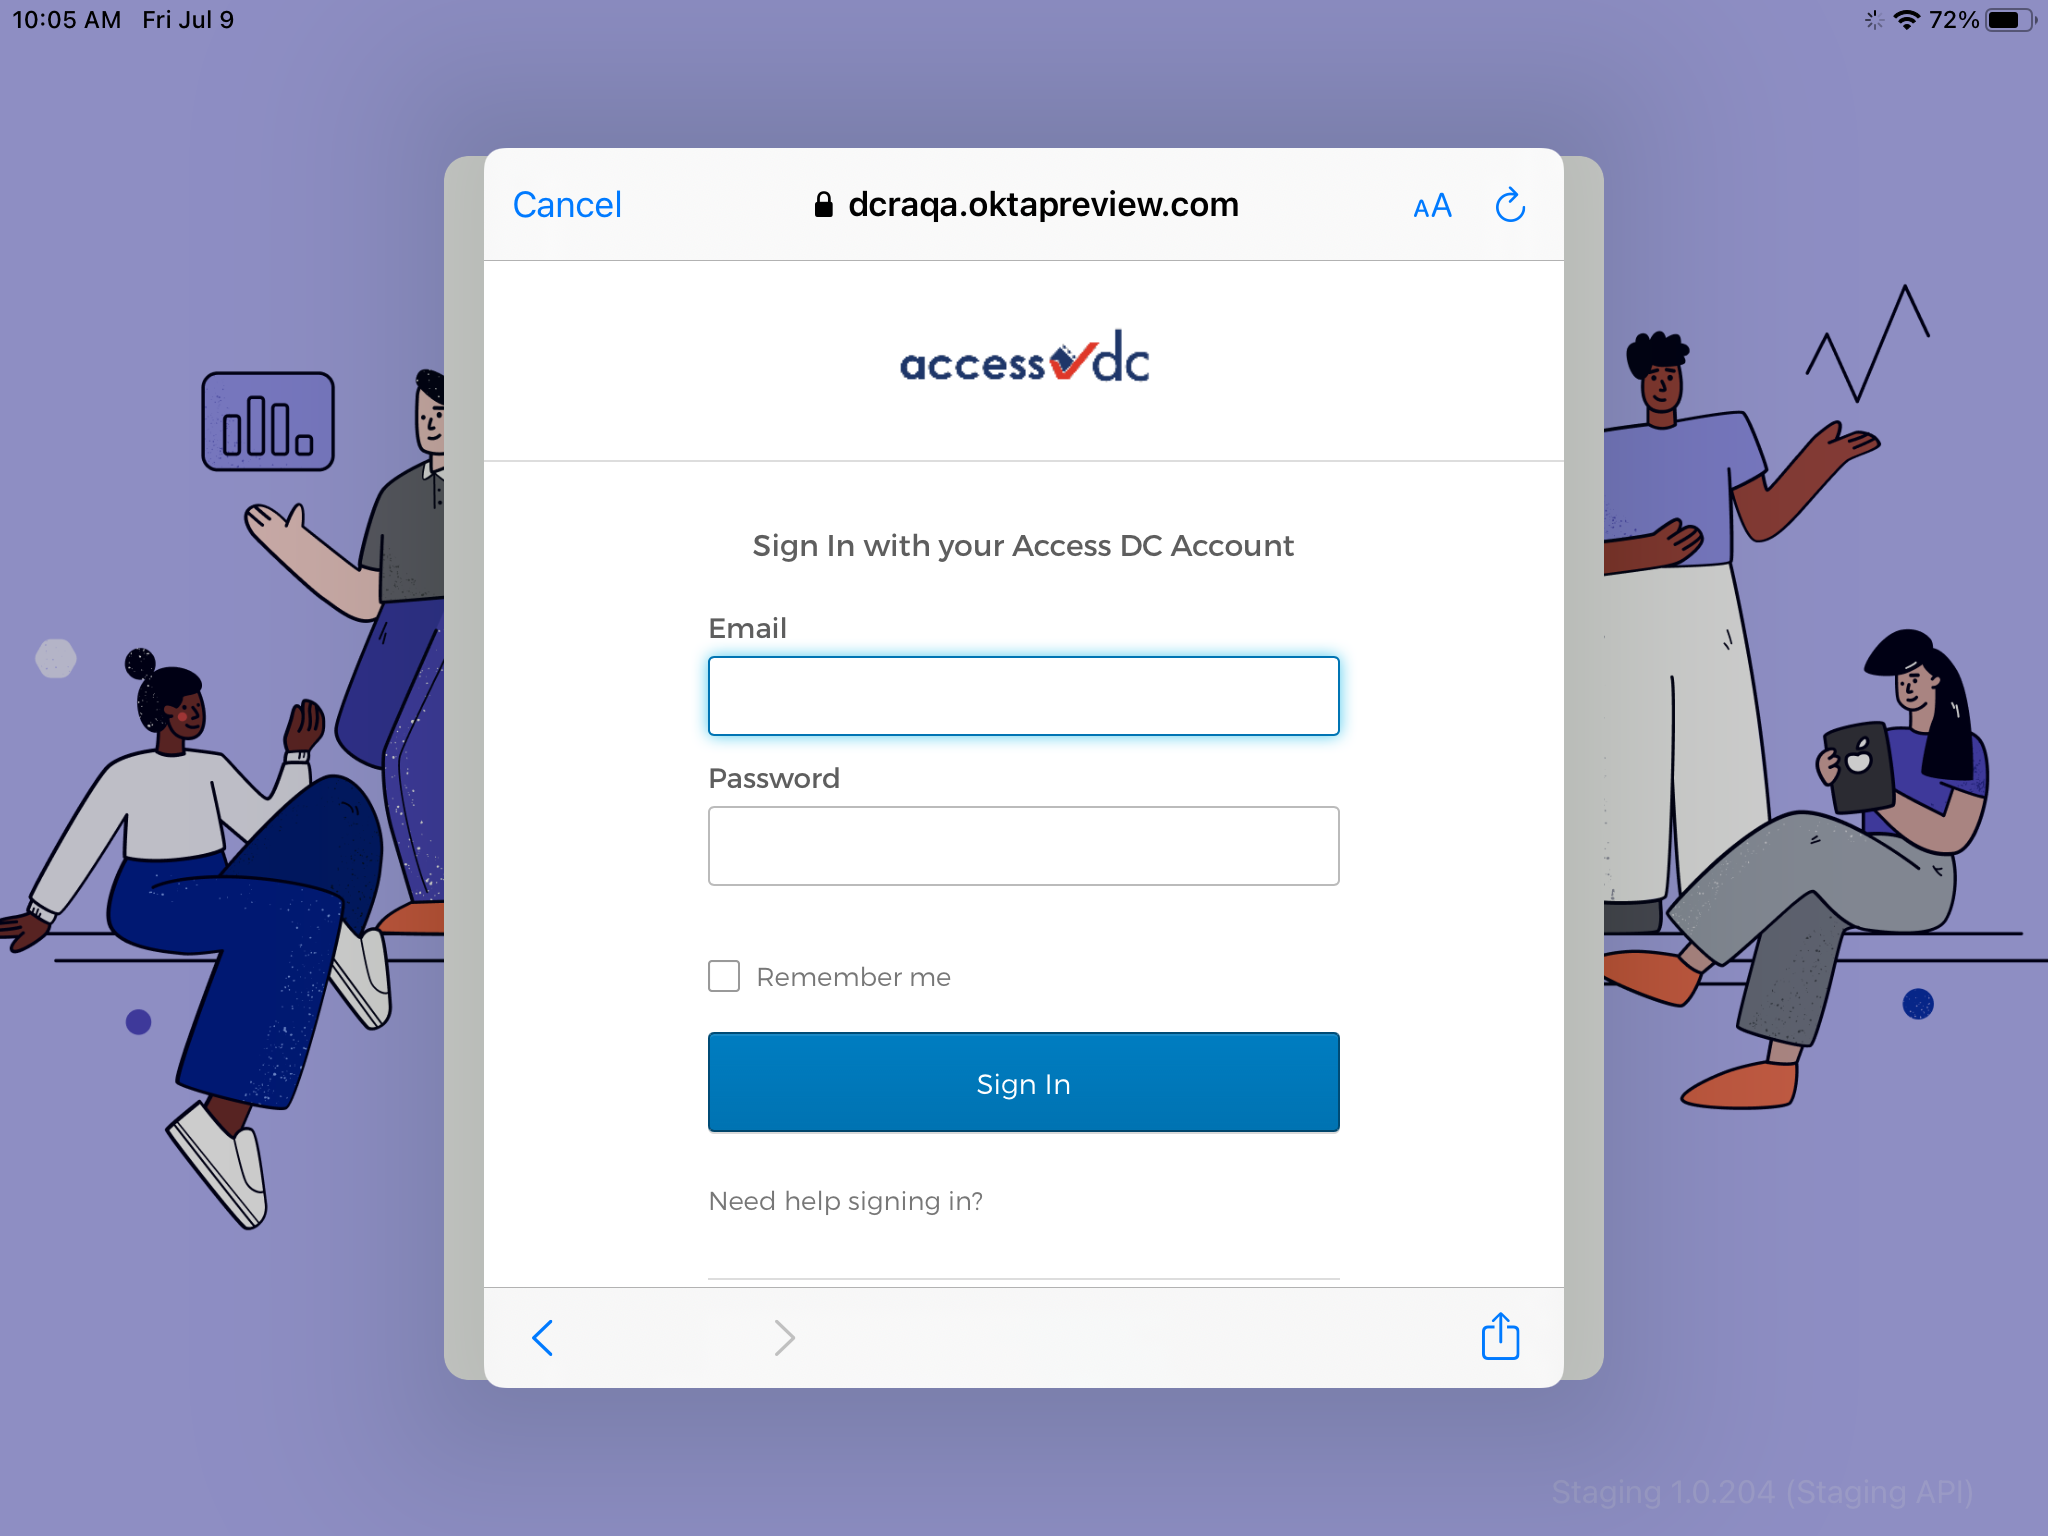 10:05 AM Fri Jul 9
72%
Cancel
dcraqa.oktapreview.com
AA
access dc
Sign In with your Access DC Account
Email
Password
Remember me
Sign In
Need help signing in?
Staging 1.0.204 (Staging API)